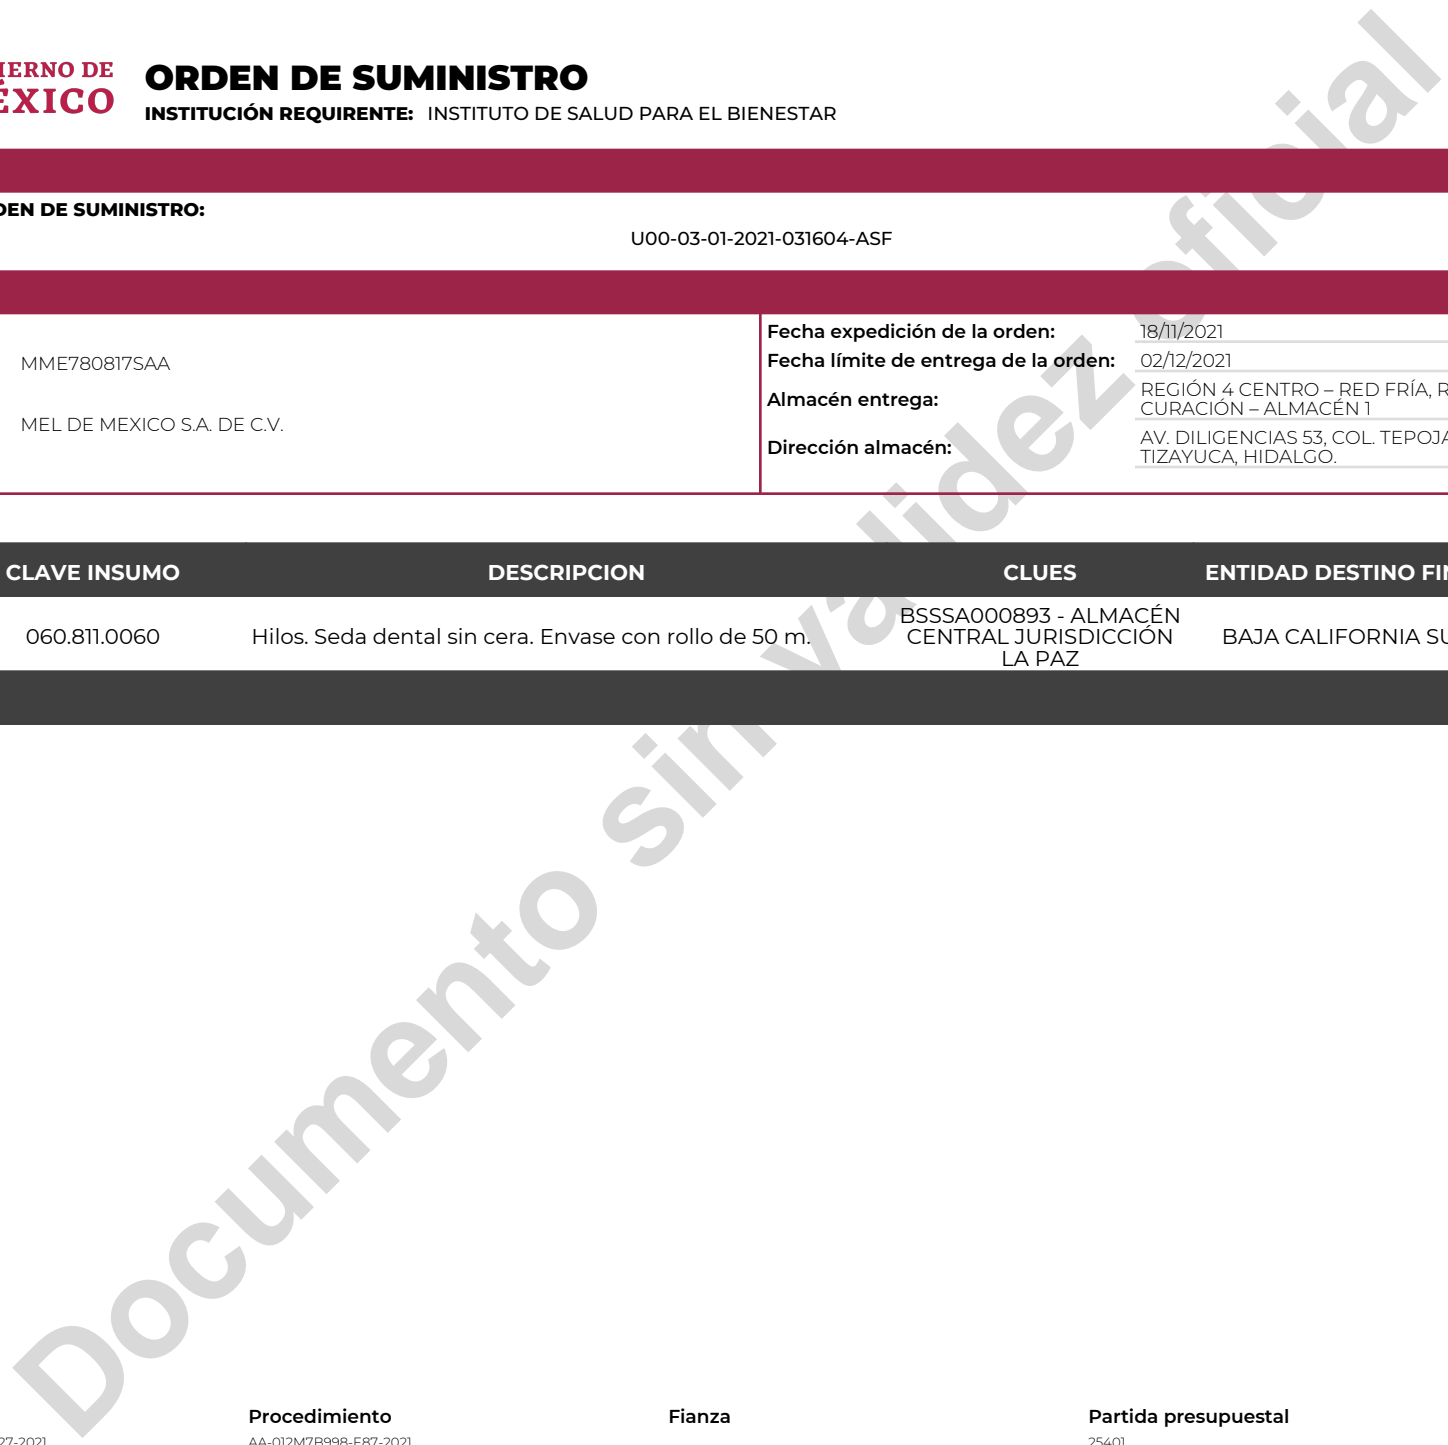 IERNO DE
ÉXICO
ORDEN DE SUMINISTRO
INSTITUCIÓN REQUIRENTE: INSTITUTO DE SALUD PARA EL BIENESTAR
DEN DE SUMINISTRO:
U00-03-01-2021-031604-ASF
MME780817SAA
MEL DE MEXICO S.A. DE C.V.
Fecha expedición de la orden: 18/11/2021
Fecha límite de entrega de la orden: 02/12/2021
Almacén entrega: REGIÓN 4 CENTRO – RED FRÍA, R
CURACIÓN – ALMACÉN 1
Dirección almacén: AV. DILIGENCIAS 53, COL. TEPOJA
TIZAYUCA, HIDALGO.
CLAVE INSUMO DESCRIPCION CLUES ENTIDAD DESTINO FIN
060.811.0060 Hilos. Seda dental sin cera. Envase con rollo de 50 m. BSSSA000893 - ALMACÉN
CENTRAL JURISDICCIÓN
LA PAZ
BAJA CALIFORNIA SU
Documento sin validez oficial
Procedimiento Fianza Partida presupuestal
27-2021 AA-012M7B998-E87-2021 25401